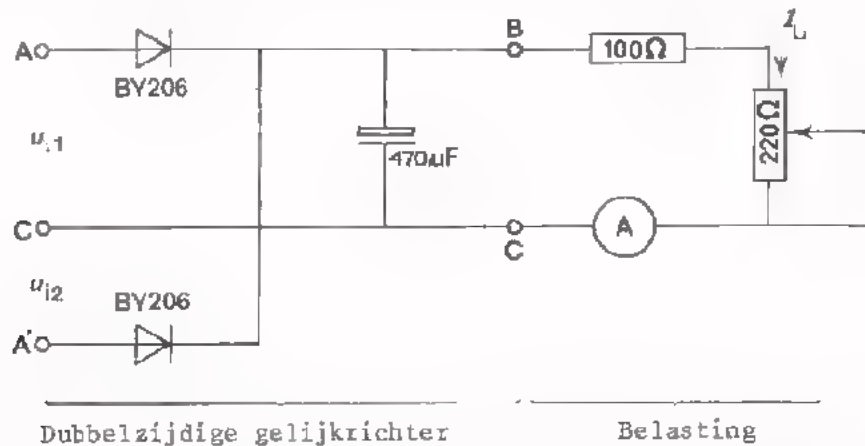 A
BY206
B
100Ω
I_L
u_i1
470µF
220Ω
C
C
A
u_i2
BY206
A'
Dubbelzijdige gelijkrichter
Belasting